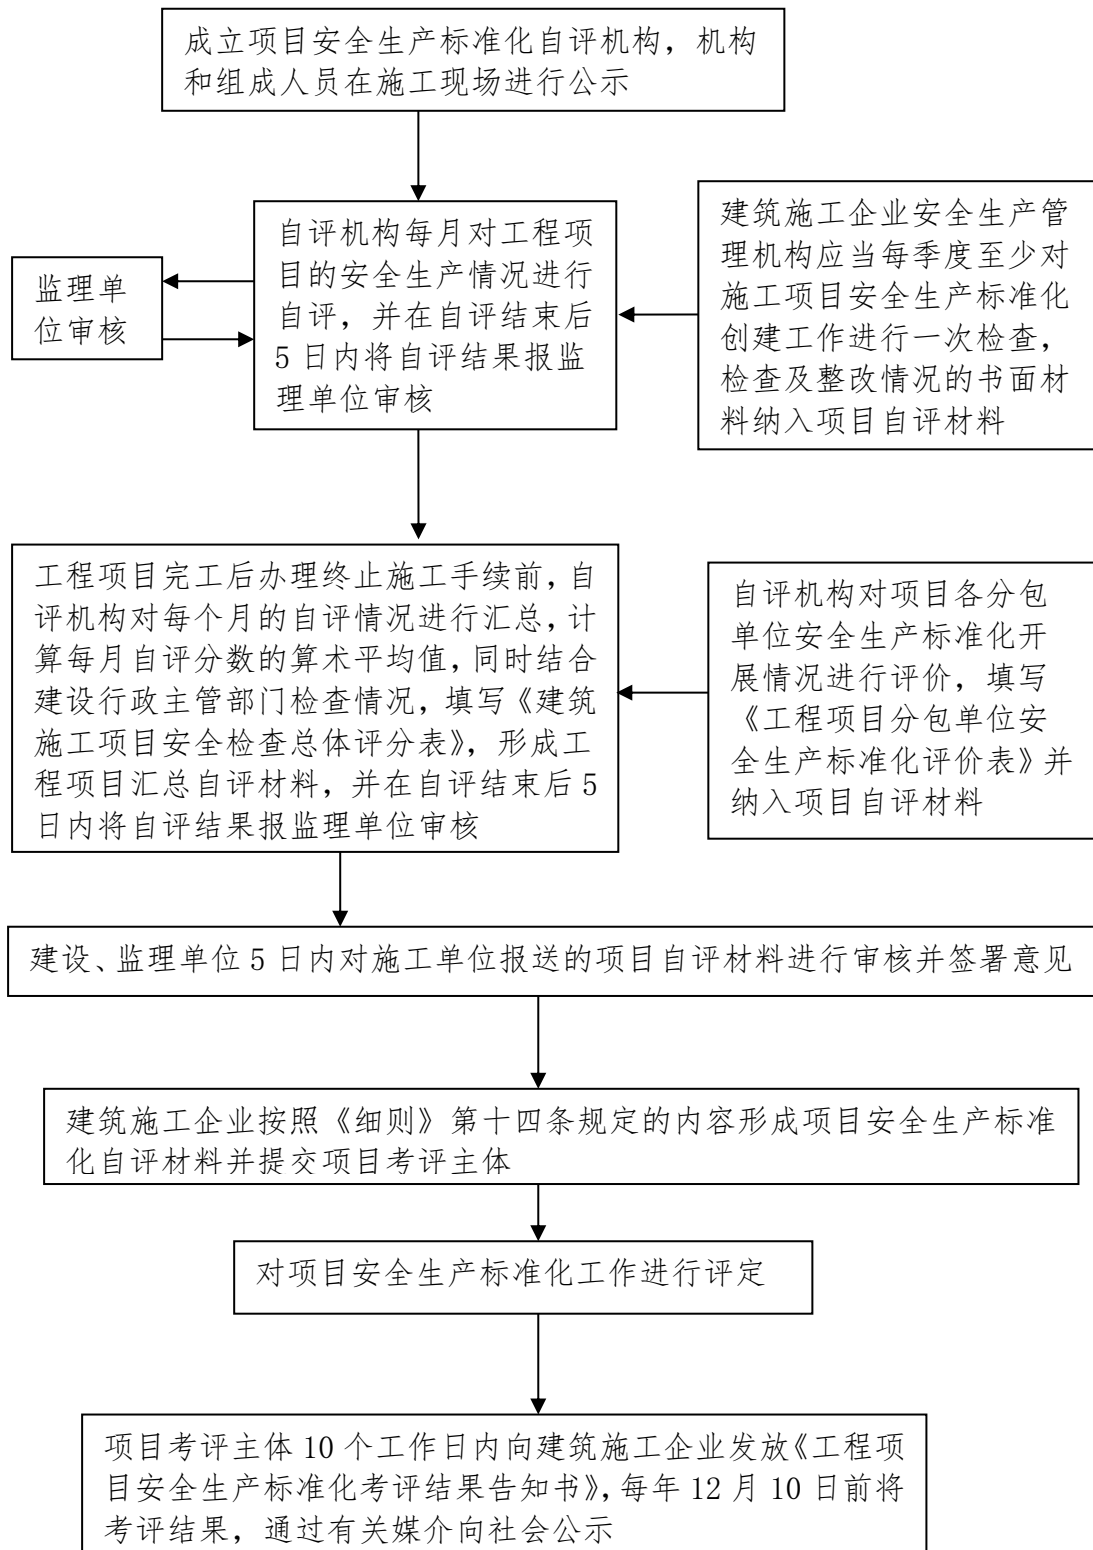 成立项目安全生产标准化自评机构，机构
和组成人员在施工现场进行公示
监理单
位审核
自评机构每月对工程项
目的安全生产情况进行
自评，并在自评结束后
5 日内将自评结果报监
理单位审核
建筑施工企业安全生产管
理机构应当每季度至少对
施工项目安全生产标准化
创建工作进行一次检查，
检查及整改情况的书面材
料纳入项目自评材料
工程项目完工后办理终止施工手续前，自
评机构对每个月的自评情况进行汇总，计
算每月自评分数的算术平均值，同时结合
建设行政主管部门检查情况，填写《建筑
施工项目安全检查总体评分表》，形成工
程项目汇总自评材料，并在自评结束后 5
日内将自评结果报监理单位审核
自评机构对项目各分包
单位安全生产标准化开
展情况进行评价，填写
《工程项目分包单位安
全生产标准化评价表》并
纳入项目自评材料
建设、监理单位 5 日内对施工单位报送的项目自评材料进行审核并签署意见
建筑施工企业按照《细则》第十四条规定的内容形成项目安全生产标准
化自评材料并提交项目考评主体
对项目安全生产标准化工作进行评定
项目考评主体 10 个工作日内向建筑施工企业发放《工程项
目安全生产标准化考评结果告知书》，每年 12 月 10 日前将
考评结果，通过有关媒介向社会公示